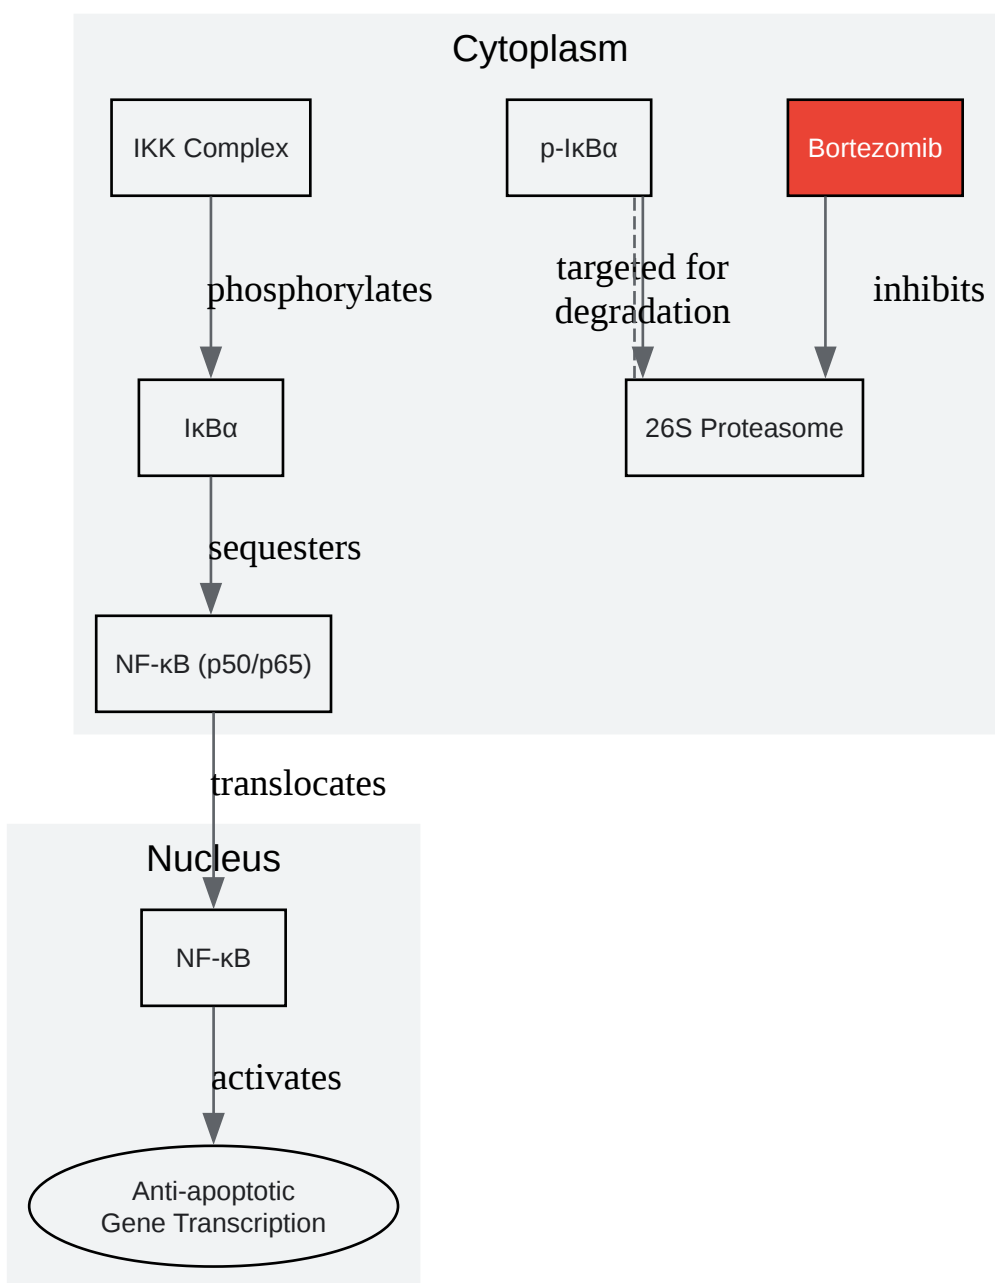 Cytoplasm
IKK Complex
p-IκBα
Bortezomib
phosphorylates
targeted for
degradation
inhibits
IκBα
26S Proteasome
sequesters
NF-κB (p50/p65)
translocates
Nucleus
NF-κB
activates
Anti-apoptotic
Gene Transcription